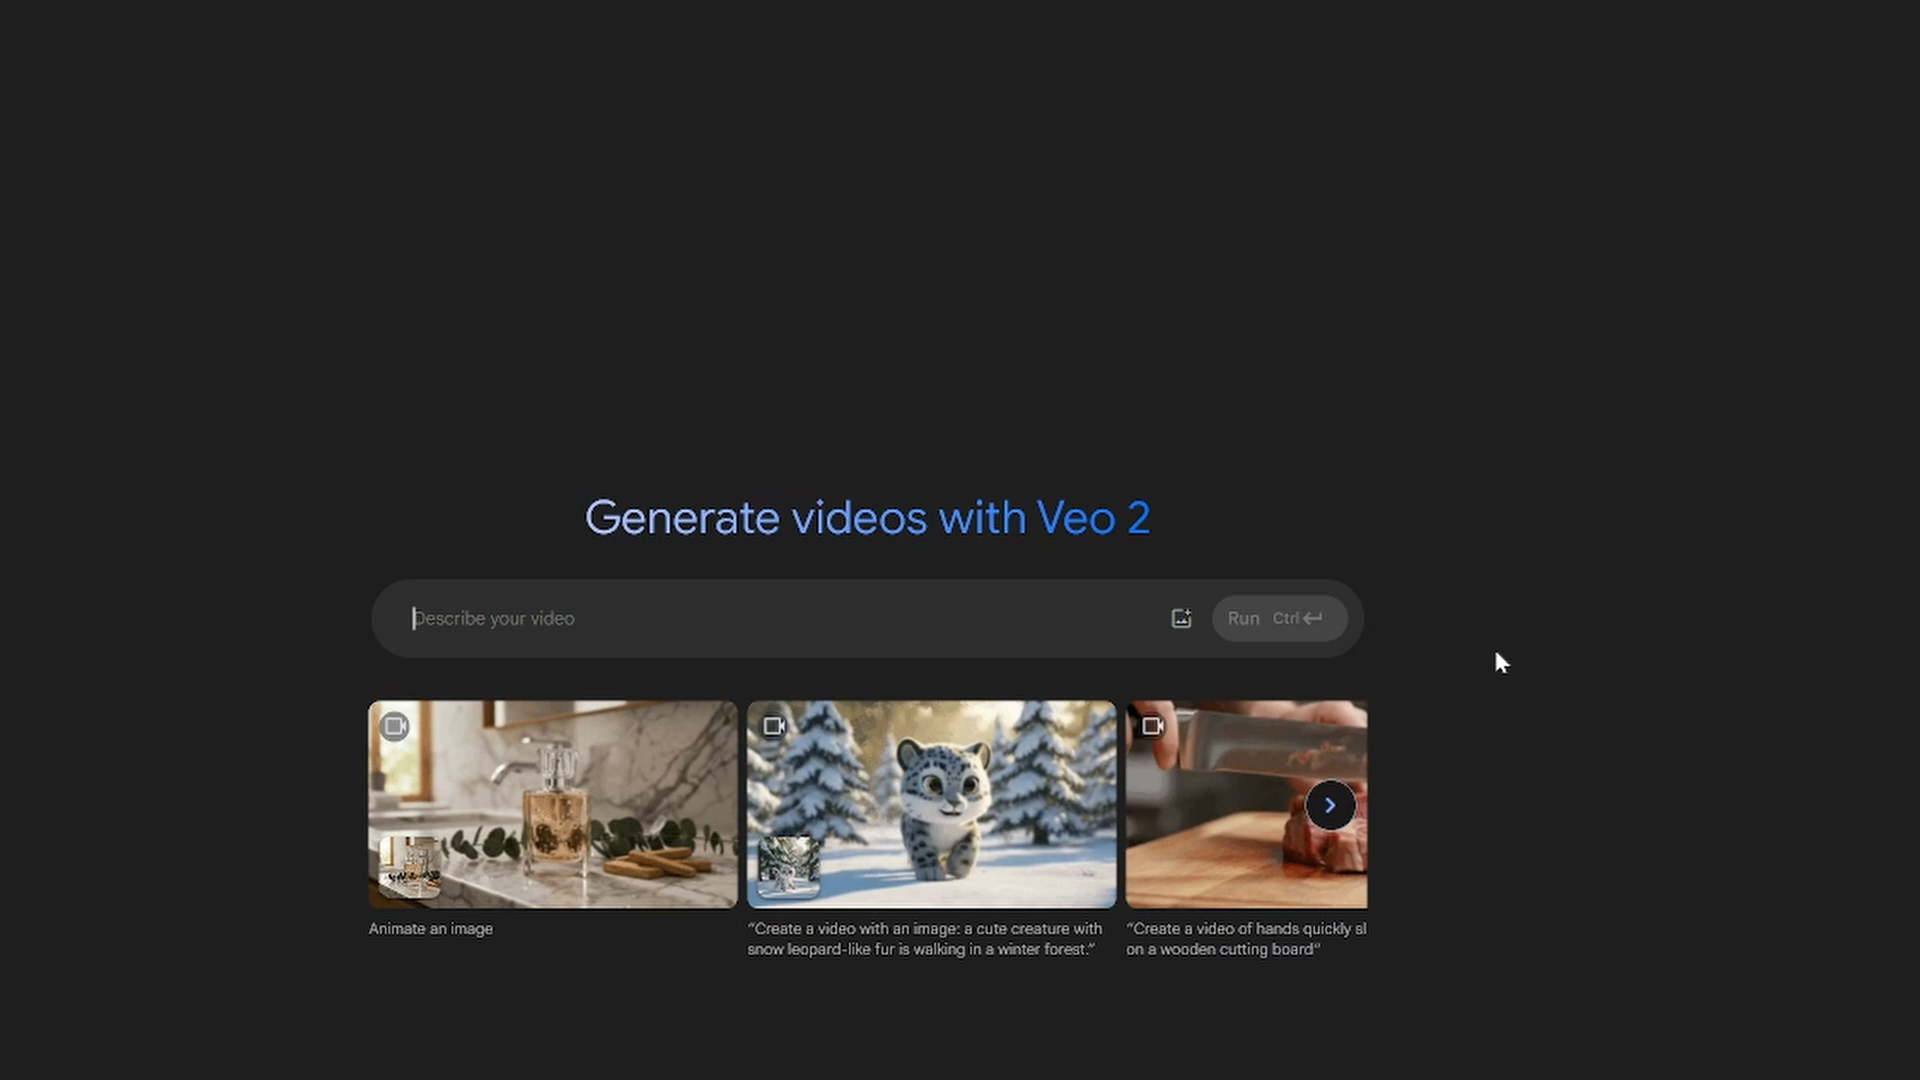 Generate videos with Veo 2
Describe your video
Run Ctrl
Animate an image
“Create a video with an image: a cute creature with
snow leopard-like fur is walking in a winter forest.”
“Create a video of hands quickly sl
on a wooden cutting board”